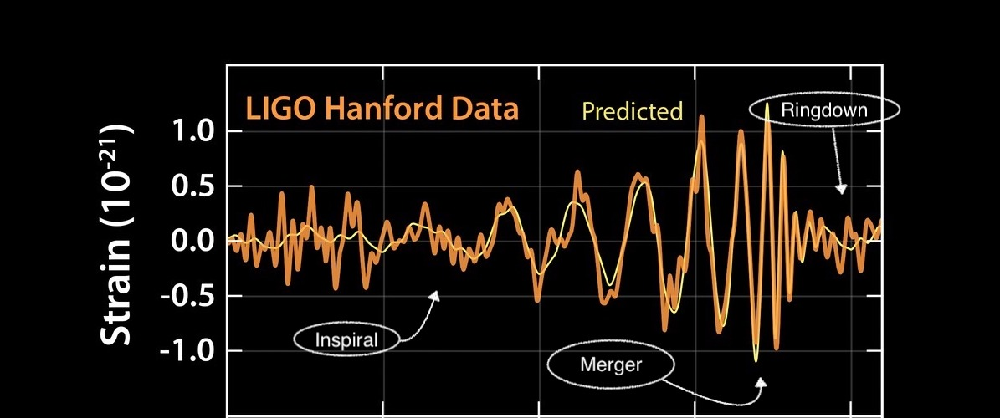 LIGO Hanford Data
Predicted
Ringdown
Strain (10-21)
1.0
0.5
0.0
-0.5
-1.0
Inspiral
Merger